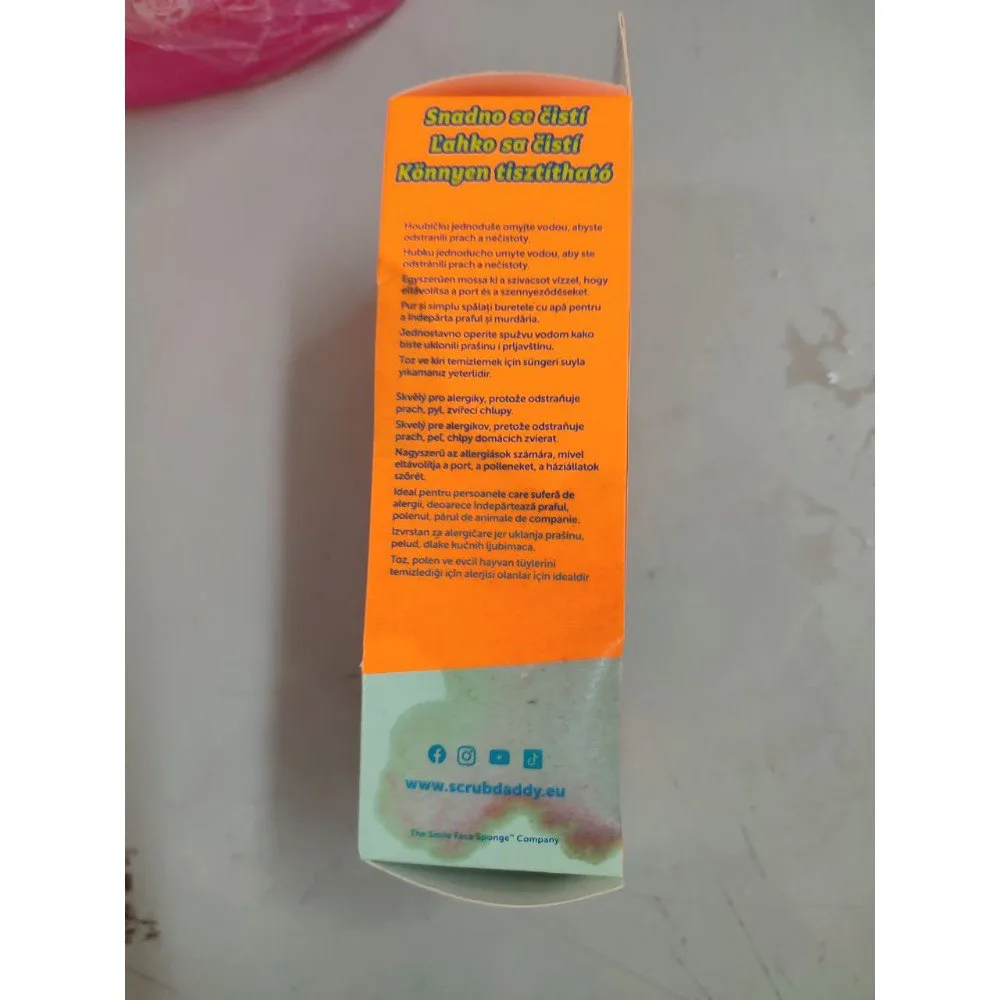 Snadno se čistí
Ľahko sa čistí
Könnyen tisztítható
Houbičku jednoduše omyjte vodou, abyste
odstranili prach a nečistoty.
Hubku jednoducho umyte vodou, aby ste
odstránili prach a nečistoty.
Egyszerűen mossa ki a szivacsot vízzel, hogy
eltávolítsa a port és a szennyeződéseket.
Pur și simplu spălați buretele cu apă pentru
a îndepărta praful și murdăria.
Jednostavno operite spužvu vodom kako
biste uklonili prašinu i prljavštinu.
Toz ve kiri temizlemek için süngeri suyla
yıkamanız yeterlidir.
Skvělý pro alergiky, protože odstraňuje
prach, pyl, zvířecí chlupy.
Skvelý pre alergikov, pretože odstraňuje
prach, peľ, chlpy domácich zvierat.
Nagyszerű az allergiások számára, mivel
eltávolítja a port, a polleneket, a háziállatok
szőrét.
Ideal pentru persoanele care suferă de
alergii, deoarece îndepărtează praful,
polenul, părul de animale de companie.
Izvrstan za alergičare jer uklanja prašinu,
pelud, dlake kućnih ljubimaca.
Toz, polen ve evcil hayvan tüylerini
temizlediği için alerjisi olanlar için idealdir
www.scrubdaddy.eu
The Smile Face Sponge™ Company